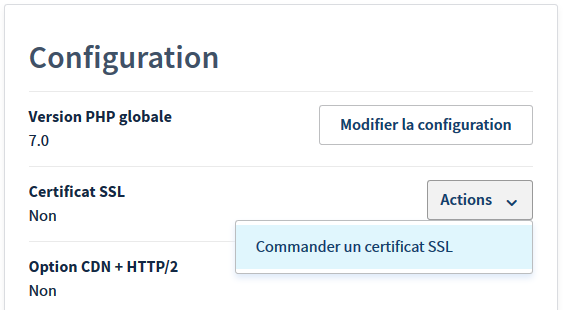 Configuration
Version PHP globale
7.0
Modifier la configuration
Certificat SSL
Non
Actions
Commander un certificat SSL
Option CDN + HTTP/2
Non